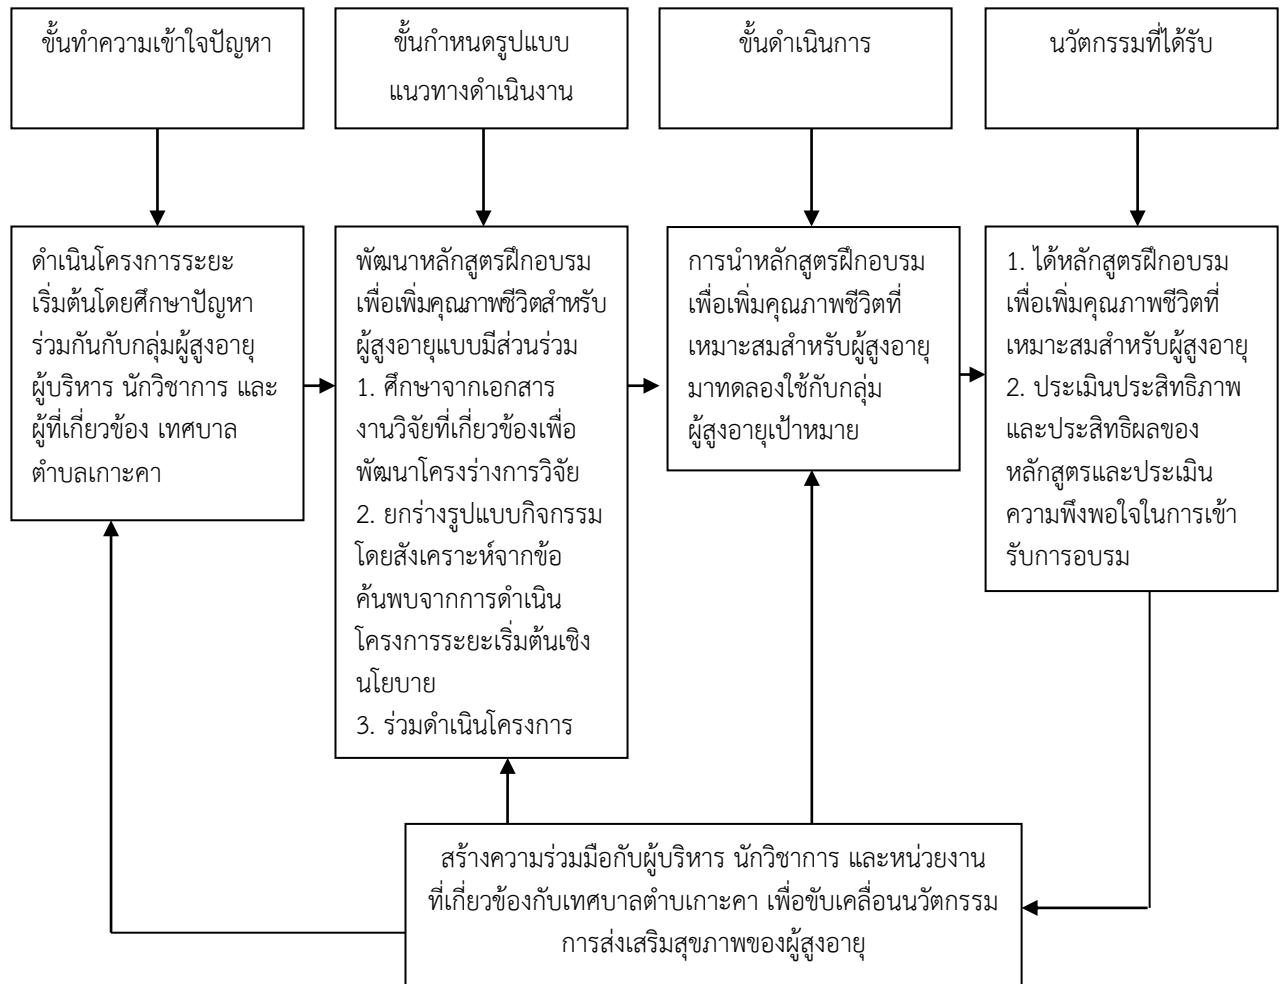 ขั้นทำความเข้าใจปัญหา
ขั้นกำหนดรูปแบบ
แนวทางดำเนินงาน
ขั้นดำเนินการ
นวัตกรรมที่ได้รับ
ดำเนินโครงการระยะ
เริ่มต้นโดยศึกษาปัญหา
ร่วมกันกับกลุ่มผู้สูงอายุ
ผู้บริหาร นักวิชาการ และ
ผู้ที่เกี่ยวข้อง เทศบาล
ตำบลเกาะคา
พัฒนาหลักสูตรฝึกอบรม
เพื่อเพิ่มคุณภาพชีวิตสำหรับ
ผู้สูงอายุแบบมีส่วนร่วม
1. ศึกษาจากเอกสาร
งานวิจัยที่เกี่ยวข้องเพื่อ
พัฒนาโครงร่างการวิจัย
2. ยกร่างรูปแบบกิจกรรม
โดยสังเคราะห์จากข้อ
ค้นพบจากการดำเนิน
โครงการระยะเริ่มต้นเชิง
นโยบาย
3. ร่วมดำเนินโครงการ
การนำหลักสูตรฝึกอบรม
เพื่อเพิ่มคุณภาพชีวิตที่
เหมาะสมสำหรับผู้สูงอายุ
มาทดลองใช้กับกลุ่ม
ผู้สูงอายุเป้าหมาย
1. ได้หลักสูตรฝึกอบรม
เพื่อเพิ่มคุณภาพชีวิตที่
เหมาะสมสำหรับผู้สูงอายุ
2. ประเมินประสิทธิภาพ
และประสิทธิผลของ
หลักสูตรและประเมิน
ความพึงพอใจในการเข้า
รับการอบรม
สร้างความร่วมมือกับผู้บริหาร นักวิชาการ และหน่วยงาน
ที่เกี่ยวข้องกับเทศบาลตำบเกาะคา เพื่อขับเคลื่อนนวัตกรรม
การส่งเสริมสุขภาพของผู้สูงอายุ